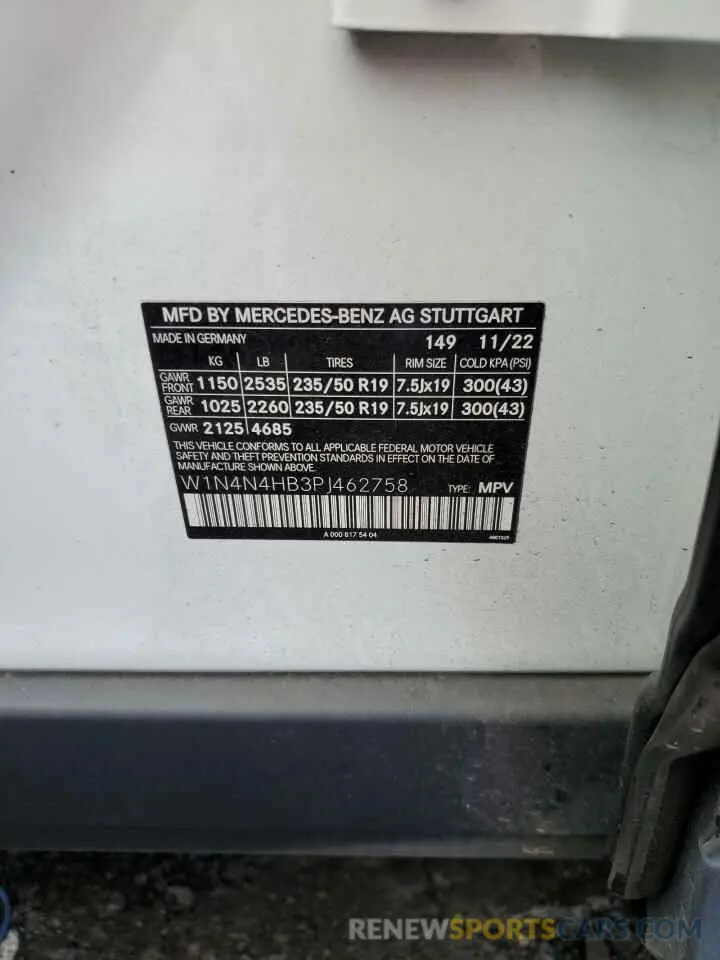 MFD BY MERCEDES-BENZ AG STUTTGART
MADE IN GERMANY 149 11/22
KG LB TIRES RIM SIZE COLD KPA (PSI)
GAWR FRONT 1150 2535 235/50 R19 7.5Jx19 300(43)
GAWR REAR 1025 2260 235/50 R19 7.5Jx19 300(43)
GVWR 2125 4685
THIS VEHICLE CONFORMS TO ALL APPLICABLE FEDERAL MOTOR VEHICLE
SAFETY AND THEFT PREVENTION STANDARDS IN EFFECT ON THE DATE OF
MANUFACTURE SHOWN ABOVE.
W1N4N4HB3PJ462758 TYPE: MPV
A 000 817 54 04
RENEWSPORTSCARS.COM